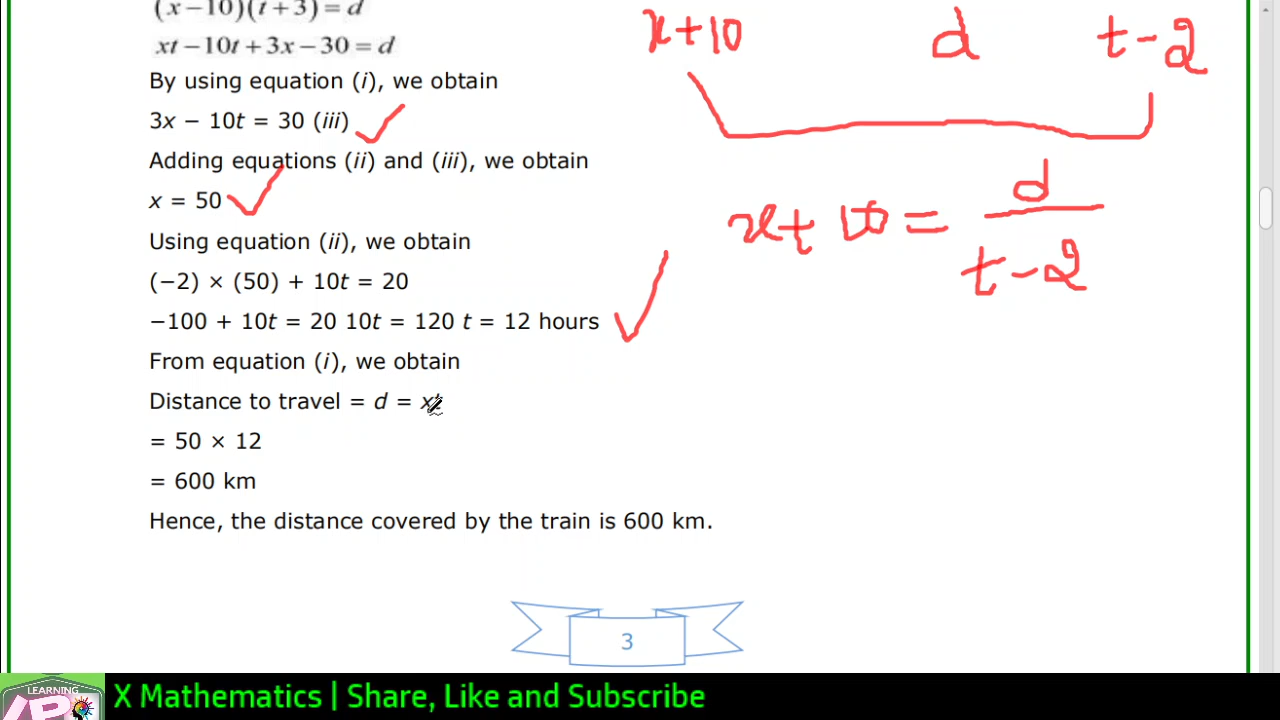 (x−10)(t+3)=d
xt−10t+3x−30=d
By using equation (i), we obtain
3x − 10t = 30 (iii)
Adding equations (ii) and (iii), we obtain
x = 50
Using equation (ii), we obtain
(−2) × (50) + 10t = 20
−100 + 10t = 20 10t = 120 t = 12 hours
From equation (i), we obtain
Distance to travel = d = xt
= 50 × 12
= 600 km
Hence, the distance covered by the train is 600 km.
x+10 d t−2
x+10 = d
t−2
3
LEARNING
X Mathematics | Share, Like and Subscribe